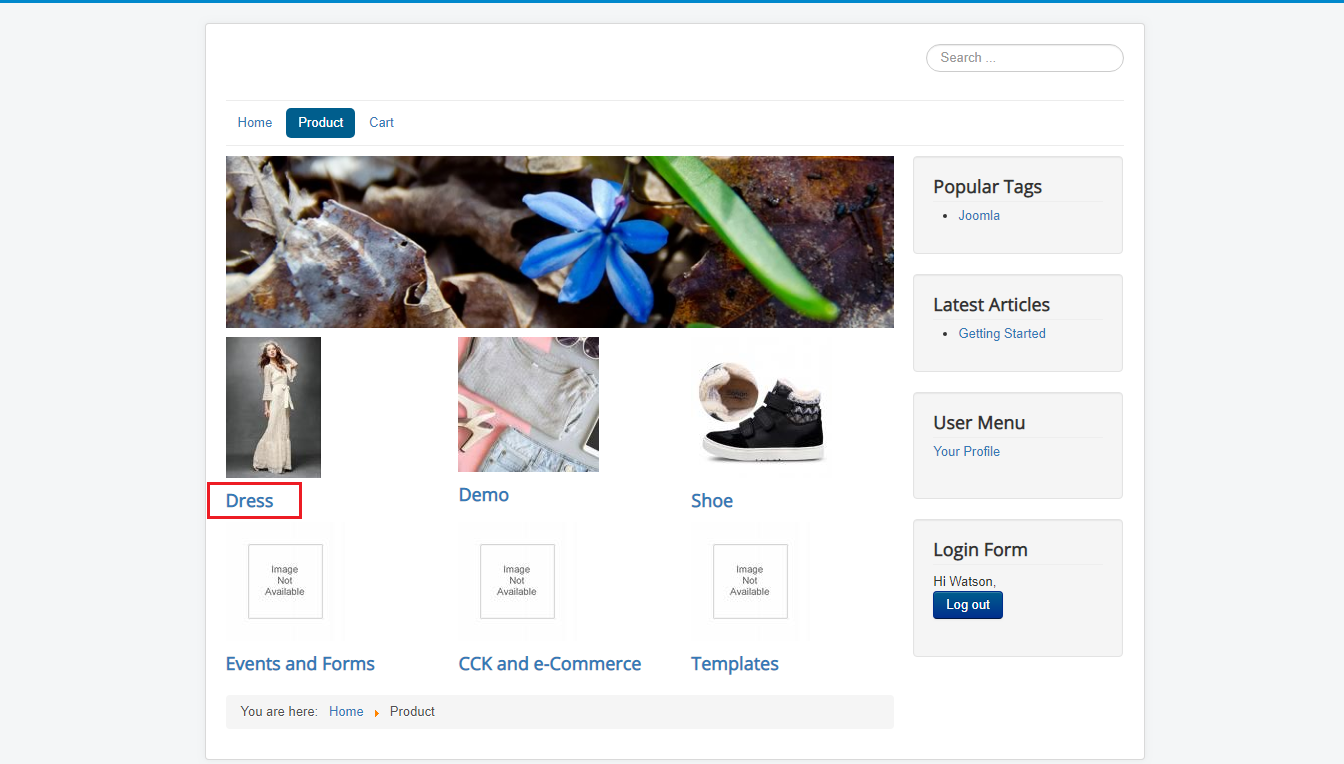 Search ...
Home
Product
Cart
Popular Tags
Joomla
Latest Articles
Getting Started
User Menu
Your Profile
Login Form
Hi Watson,
Log out
Dress
Demo
Shoe
Image
Not
Available
Image
Not
Available
Image
Not
Available
Events and Forms
CCK and e-Commerce
Templates
You are here: Home Product